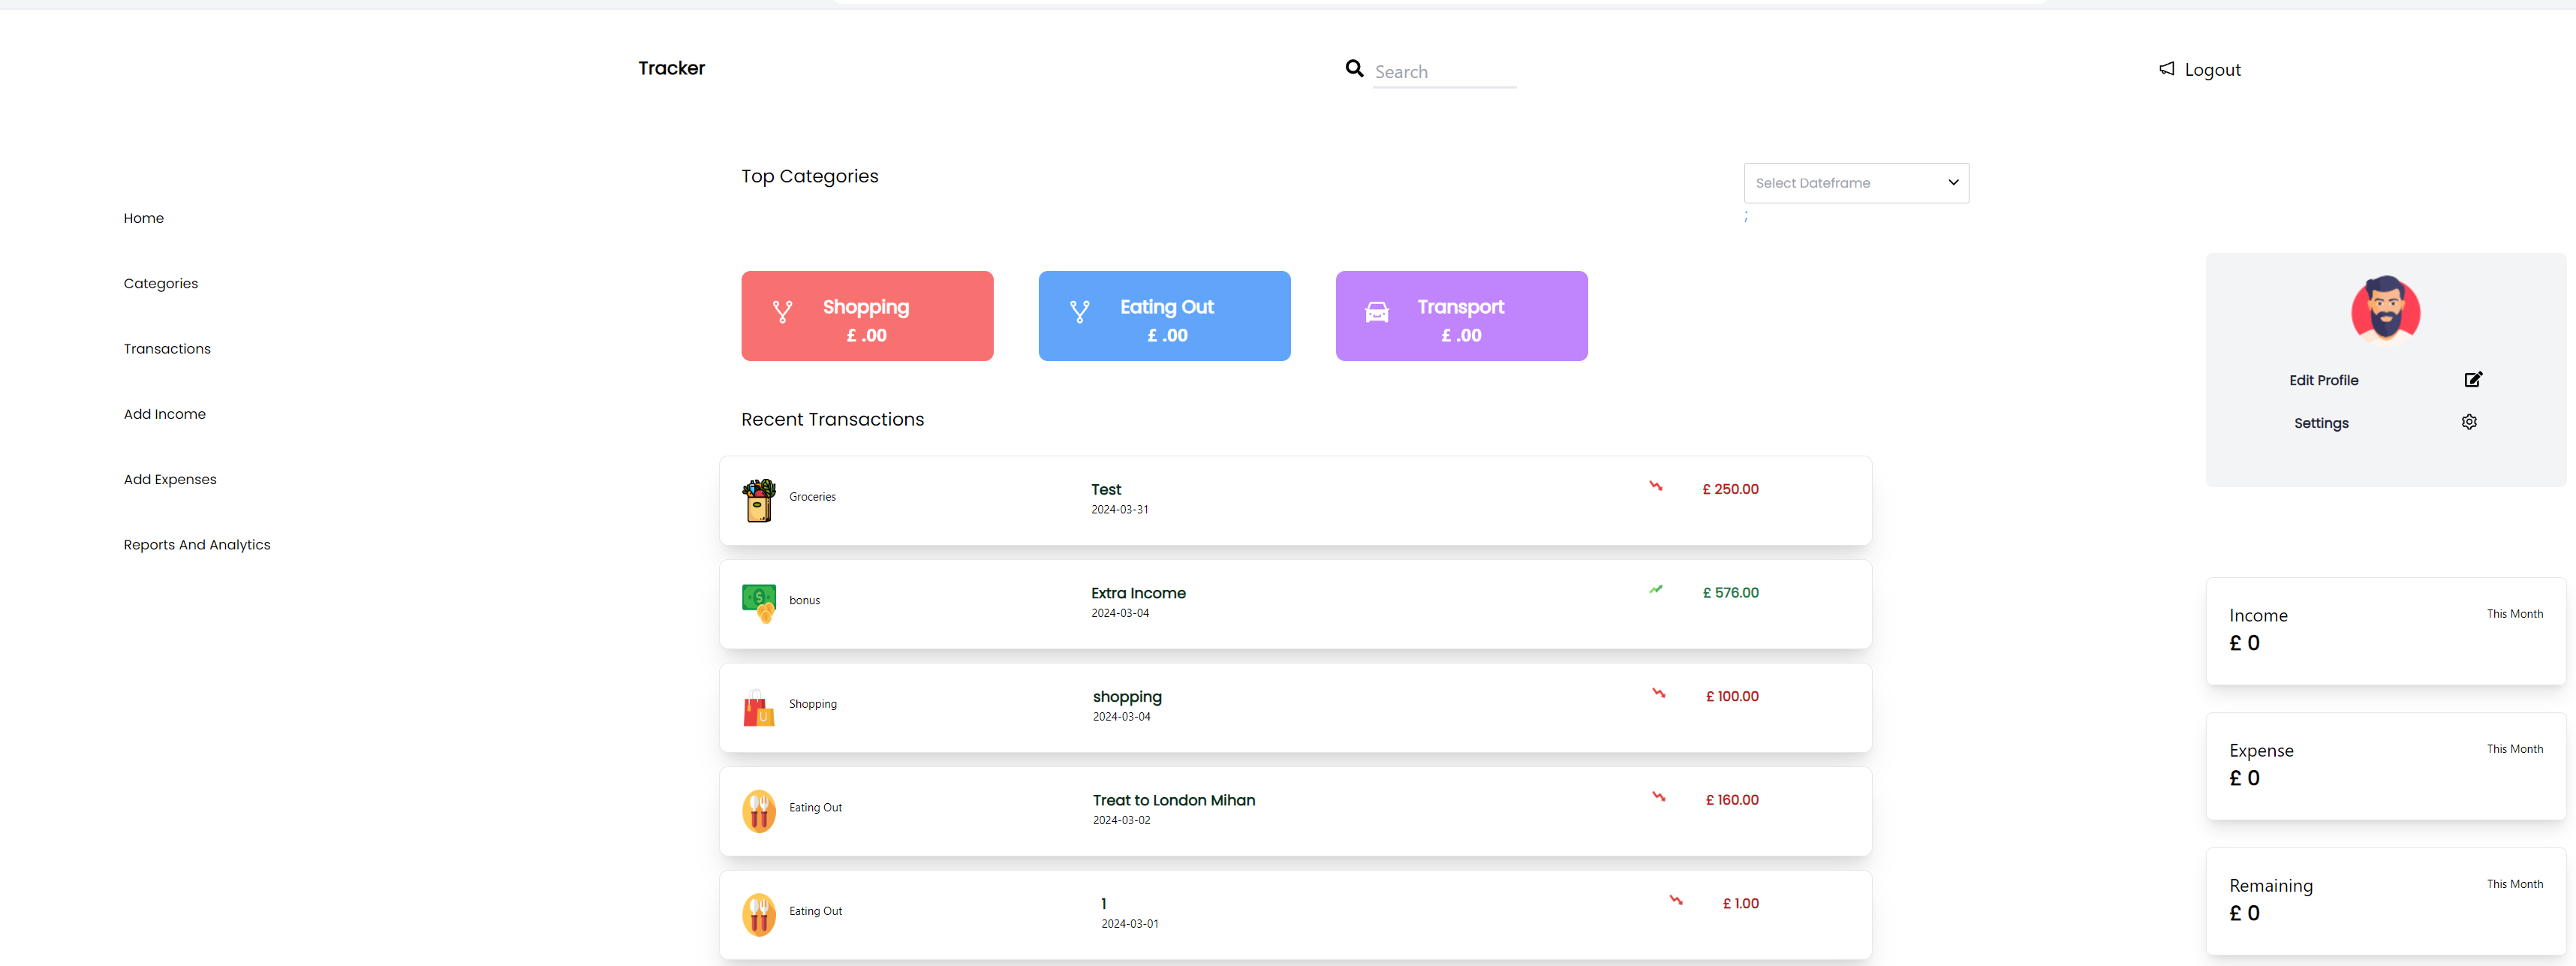 Tracker
Search
Logout
Home
Categories
Transactions
Add Income
Add Expenses
Reports And Analytics
Top Categories
Select Dateframe
;
Shopping
£ .00
Eating Out
£ .00
Transport
£ .00
Recent Transactions
Groceries
Test
2024-03-31
£ 250.00
bonus
Extra Income
2024-03-04
£ 576.00
Shopping
shopping
2024-03-04
£ 100.00
Eating Out
Treat to London Mihan
2024-03-02
£ 160.00
Eating Out
1
2024-03-01
£ 1.00
Edit Profile
Settings
Income
This Month
£ 0
Expense
This Month
£ 0
Remaining
This Month
£ 0